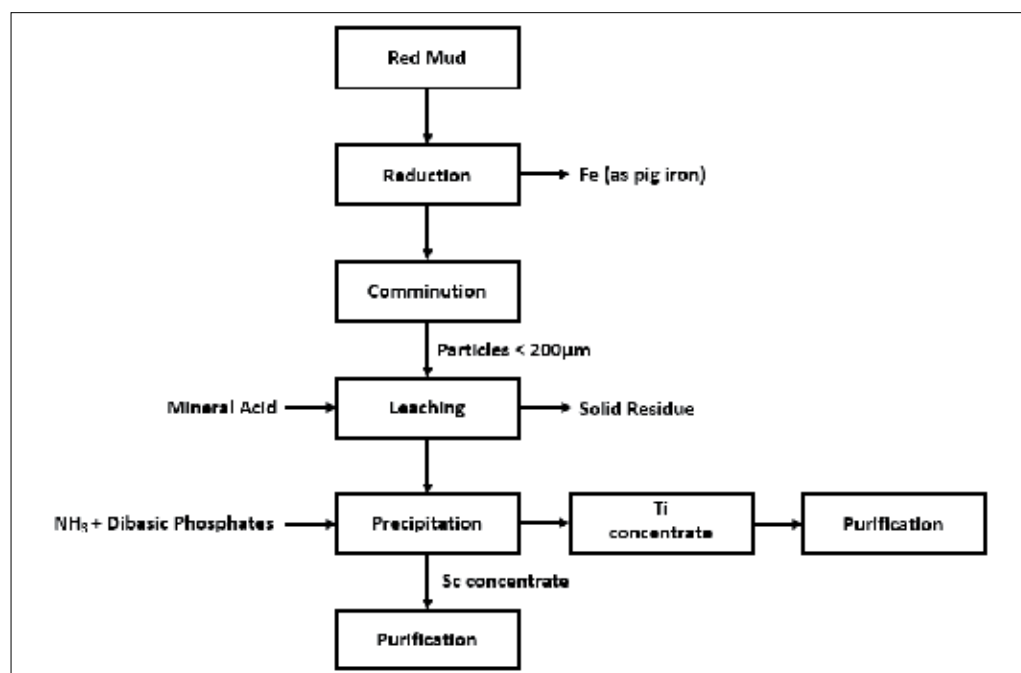 Red Mud
Reduction
Fe (as pig iron)
Comminution
Particles < 200µm
Mineral Acid
Leaching
Solid Residue
NH₃ + Dibasic Phosphates
Precipitation
Ti
concentrate
Purification
Sc concentrate
Purification